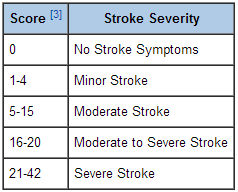 Score [3] Stroke Severity
0 No Stroke Symptoms
1-4 Minor Stroke
5-15 Moderate Stroke
16-20 Moderate to Severe Stroke
21-42 Severe Stroke